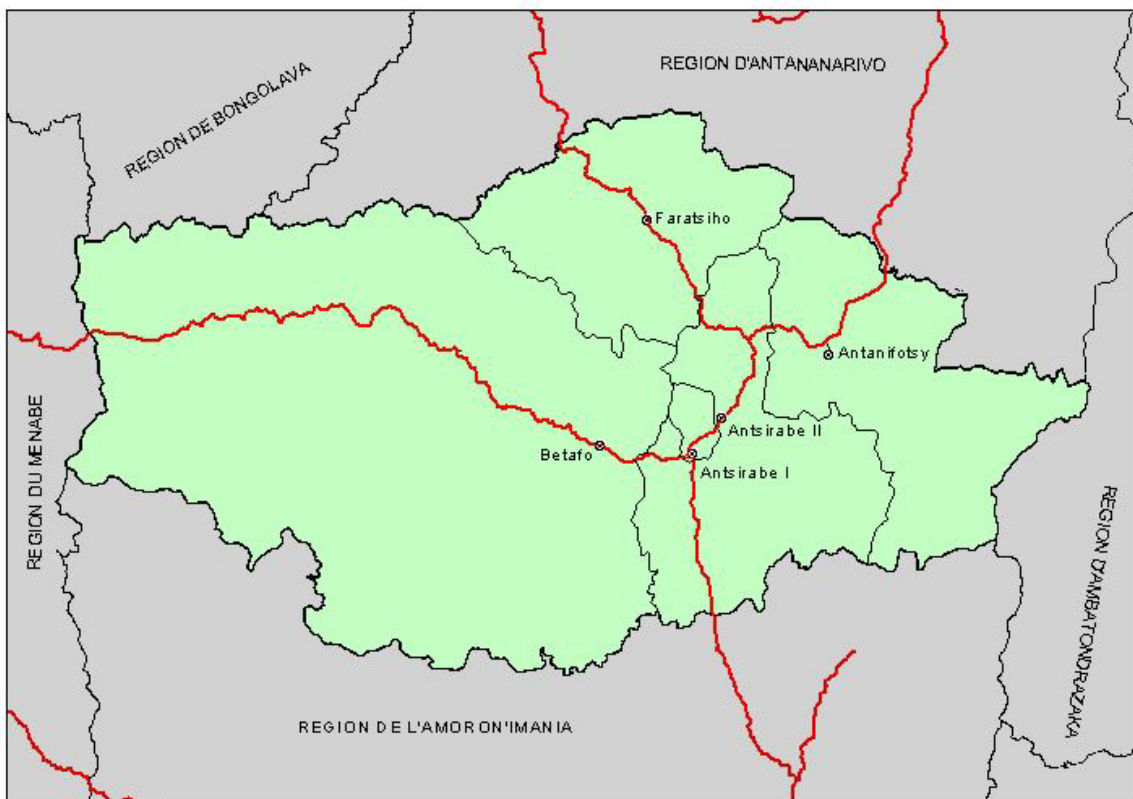 REGION D'ANTANANARIVO
REGION DE BONGOLAVA
Faratsiho
Antanifotsy
Antsirabe II
Betafo
Antsirabe I
REGION DU MENABE
REGION D'AMBATONDRAZAKA
REGION DE L'AMORON'IMANIA